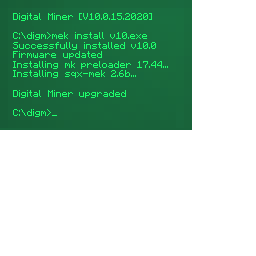 Digital Miner [V10.0.15.2020]
C:\digm>mek install v10.exe
Successfully installed v10.0
Firmware updated
Installing mk preloader 17.44...
Installing sqx-mek 2.6b...
Digital Miner upgraded
C:\digm>_